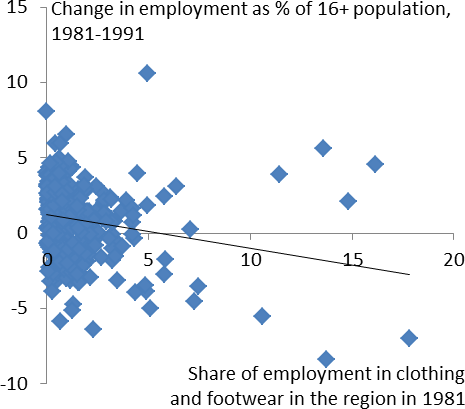 15
Change in employment as % of 16+ population,
1981-1991
10
5
0
0 5 10 15 20
-5
Share of employment in clothing
and footwear in the region in 1981
-10